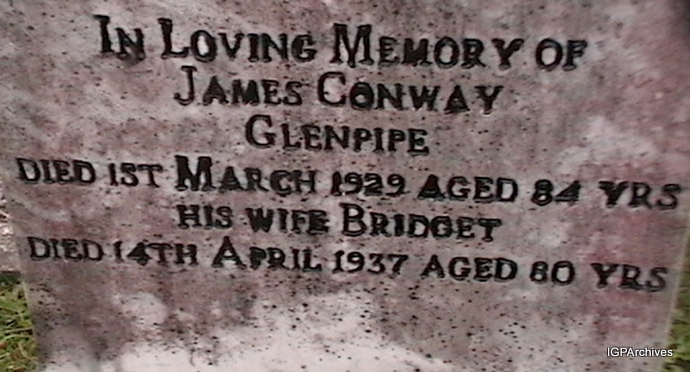 In Loving Memory of
James Conway
Glenpipe
died 1st March 1929 aged 84 yrs
his wife Bridget
died 14th April 1937 aged 80 yrs
IGPArchives